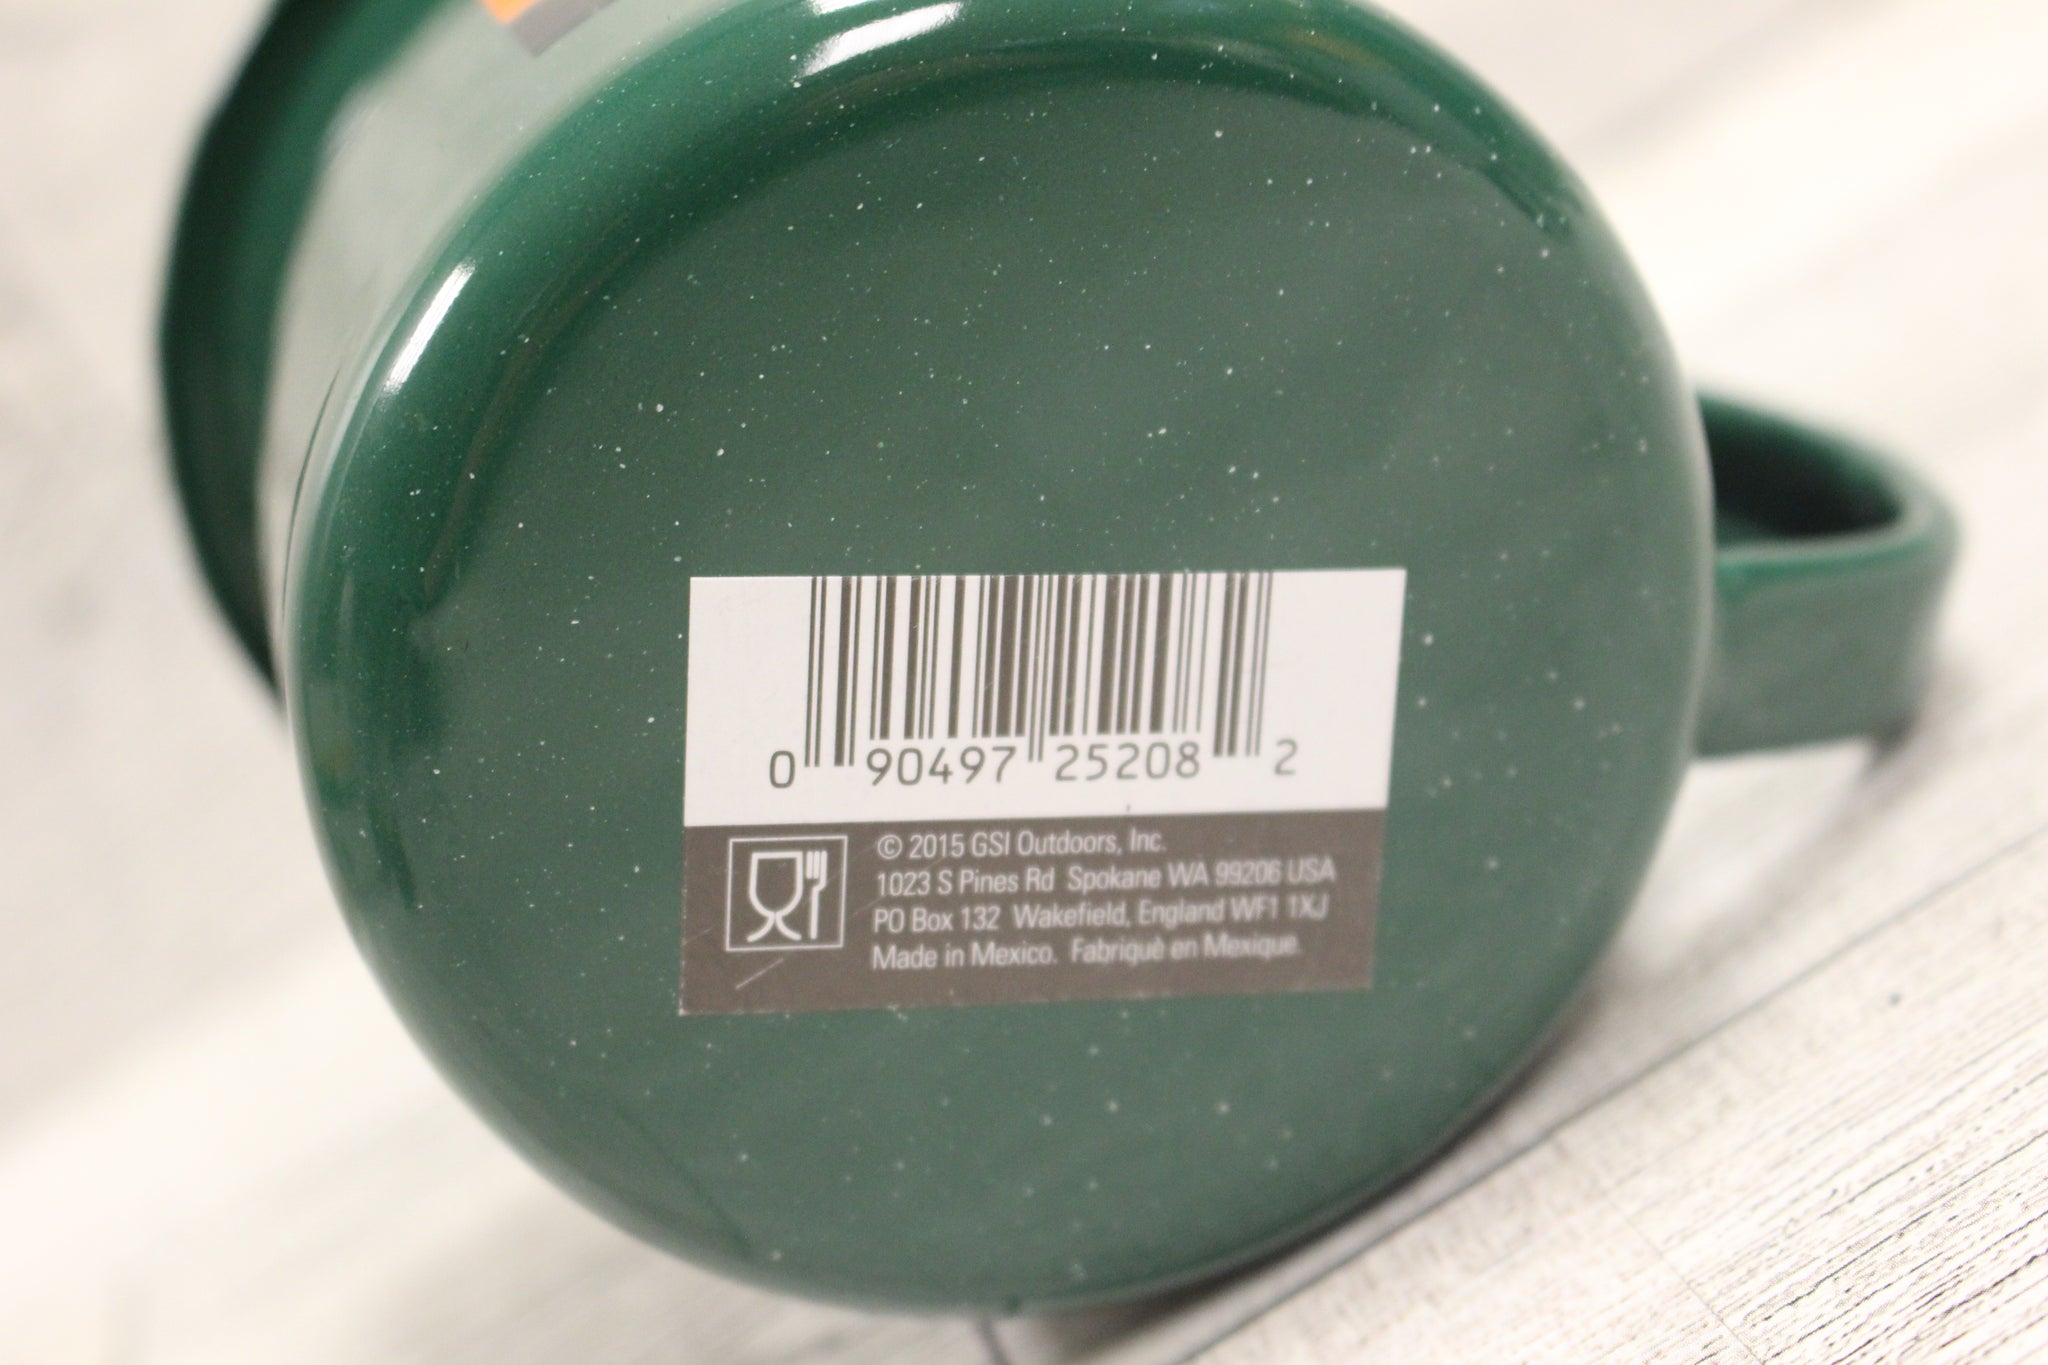 0 90497 25208 2
© 2015 GSI Outdoors, Inc.
1023 S Pines Rd Spokane WA 99206 USA
PO Box 132 Wakefield, England WF1 1XJ
Made in Mexico. Fabriquè en Mexique.